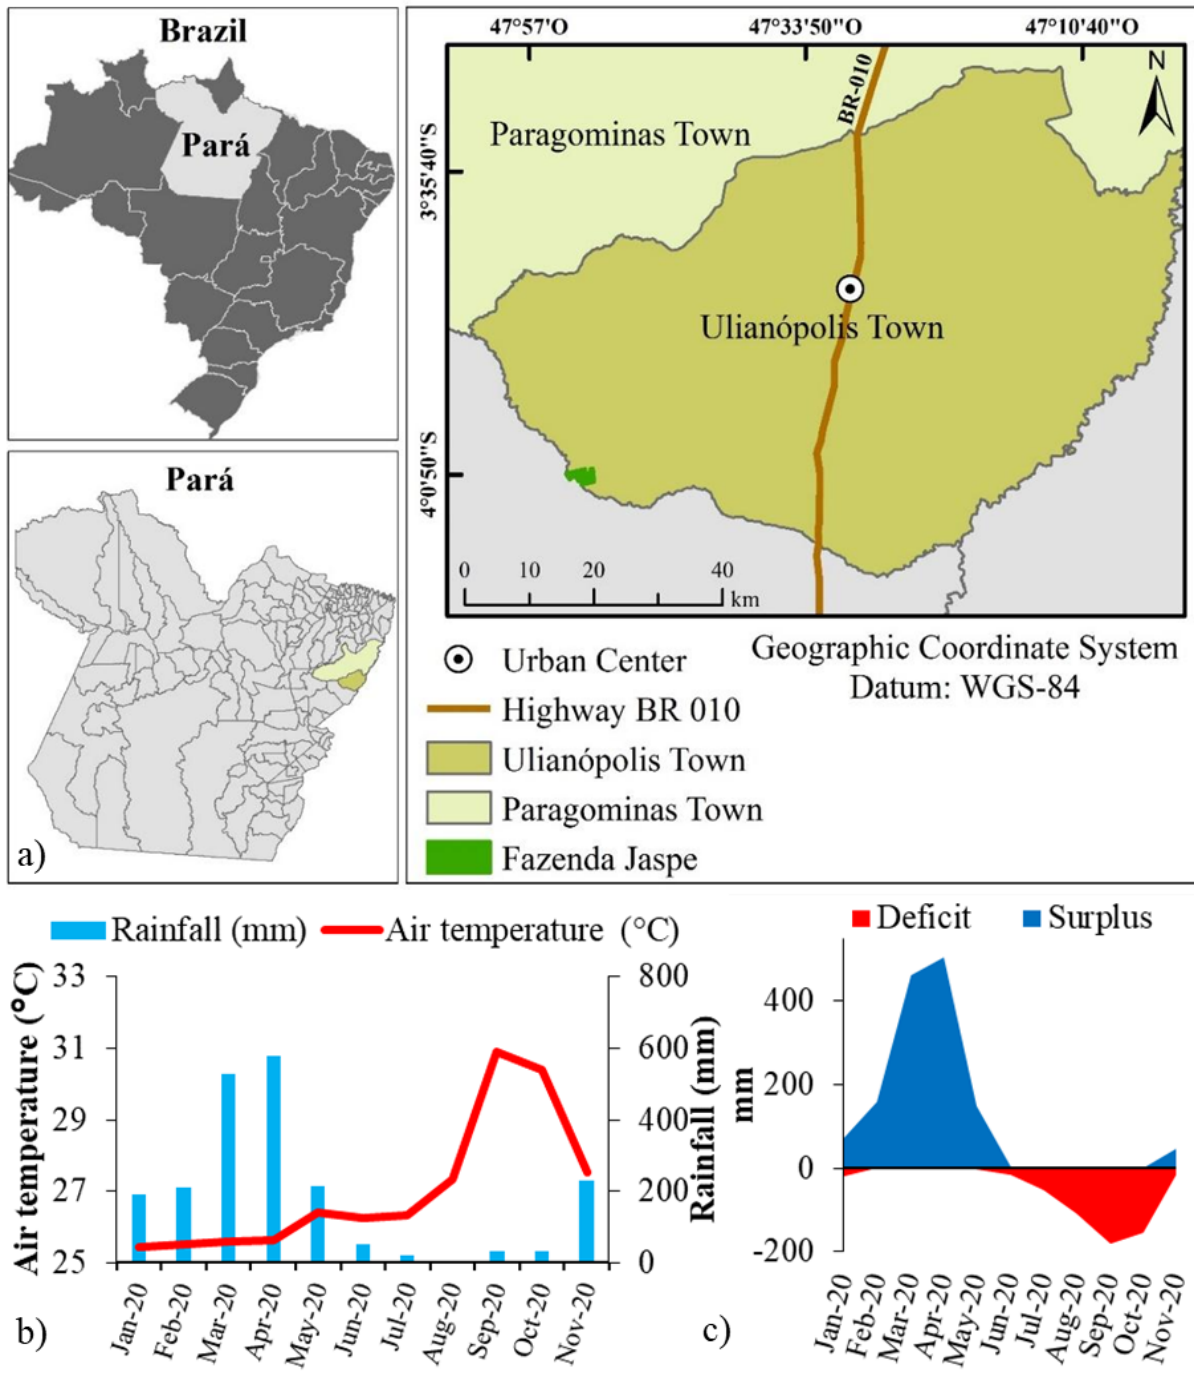 Brazil
Pará
Pará
a)
47°57'O 47°33'50"O 47°10'40"O
3°35'40"S
4°0'50"S
N
BR-010
Paragominas Town
Ulianópolis Town
0 10 20 40
km
Urban Center
Highway BR 010
Ulianópolis Town
Paragominas Town
Fazenda Jaspe
Geographic Coordinate System
Datum: WGS-84
Rainfall (mm) Air temperature (°C)
Air temperature (°C)
33
31
29
27
25
800
600
400
200
0
Rainfall (mm)
Jan-20
Feb-20
Mar-20
Apr-20
May-20
Jun-20
Jul-20
Aug-20
Sep-20
Oct-20
Nov-20
b)
Deficit Surplus
mm
400
200
0
-200
Jan-20
Feb-20
Mar-20
Apr-20
May-20
Jun-20
Jul-20
Aug-20
Sep-20
Oct-20
Nov-20
c)